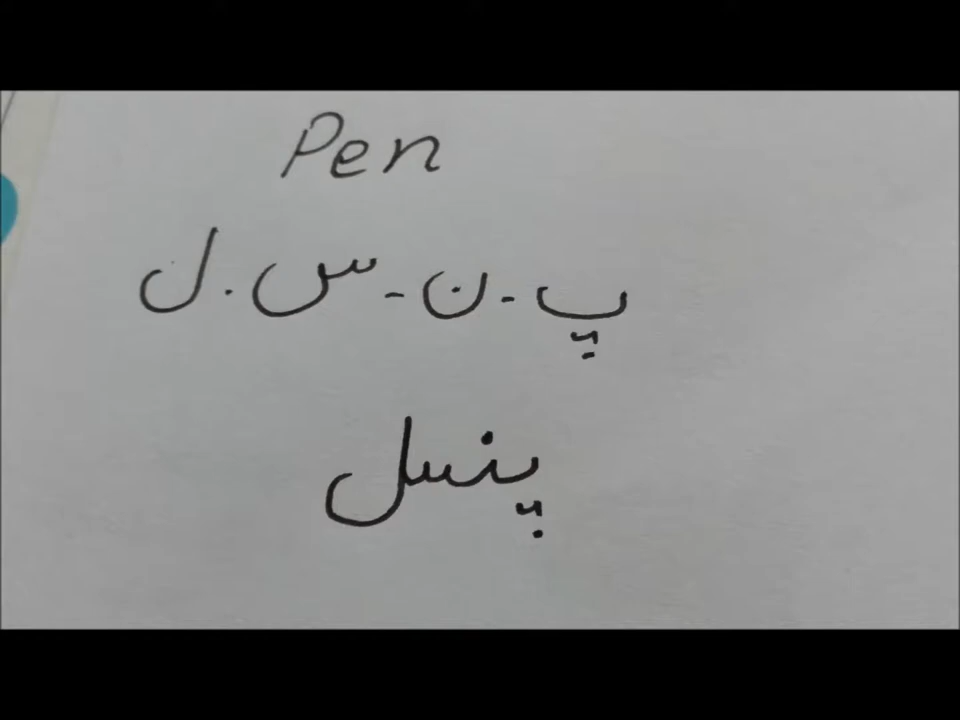 Pen
پ - ن - س . ل
پنسل